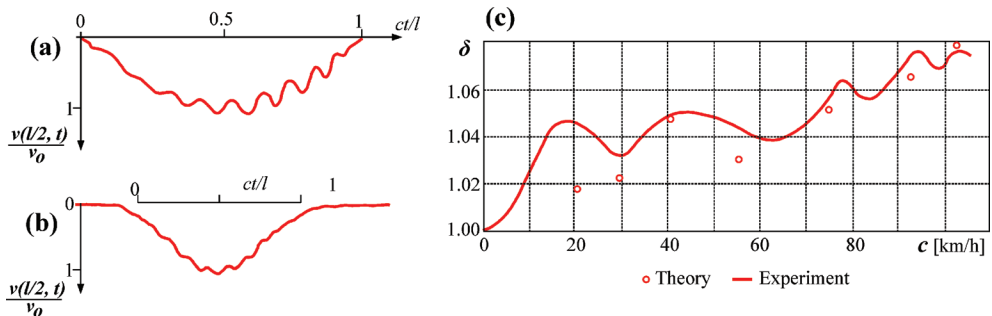 (a)
0
0.5
1
ct/l
1
v(l/2, t)
v₀
(b)
0
ct/l
1
0
1
v(l/2, t)
v₀
(c)
δ
1.06
1.04
1.02
1.00
0
20
40
60
80
c [km/h]
Theory
Experiment